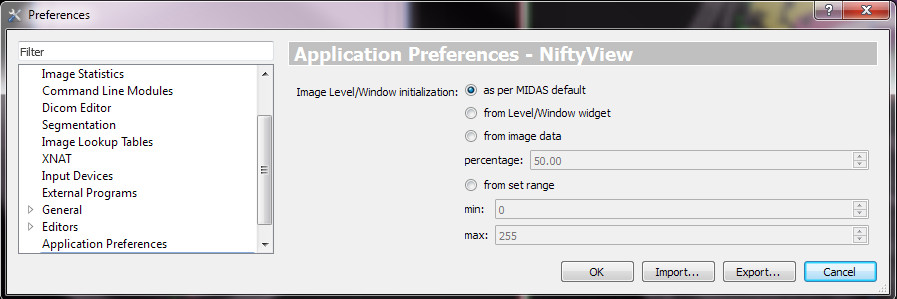 Preferences
Filter
Image Statistics
Command Line Modules
Dicom Editor
Segmentation
Image Lookup Tables
XNAT
Input Devices
External Programs
General
Editors
Application Preferences
Application Preferences - NiftyView
Image Level/Window initialization:
as per MIDAS default
from Level/Window widget
from image data
percentage: 50.00
from set range
min: 0
max: 255
OK Import... Export... Cancel